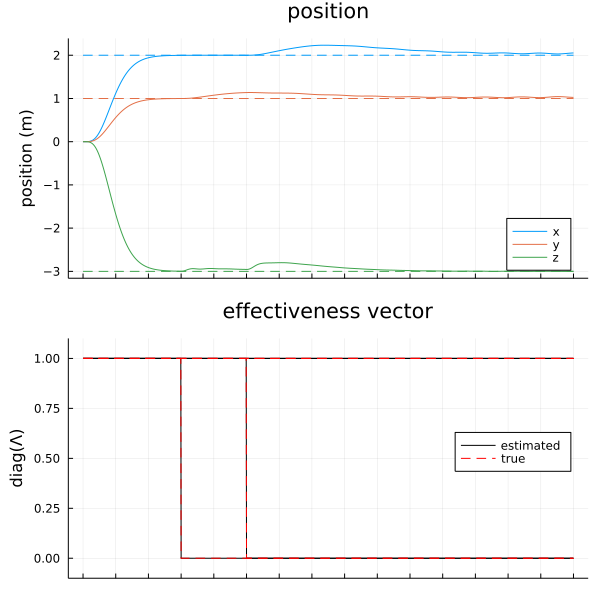 position
position (m)
2
1
0
−1
−2
−3
x
y
z
effectiveness vector
diag(Λ)
1.00
0.75
0.50
0.25
0.00
estimated
true